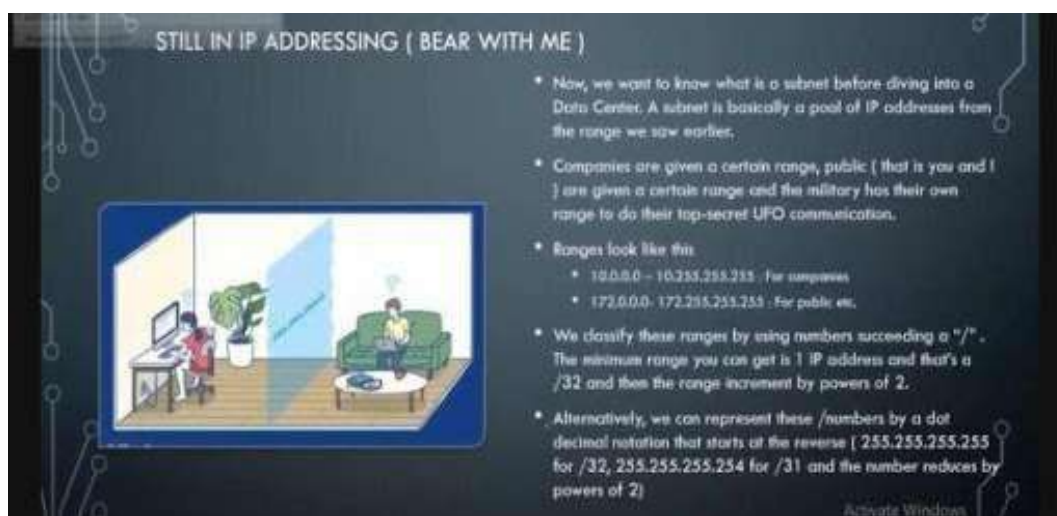 STILL IN IP ADDRESSING ( BEAR WITH ME )
• Now, we want to know what is a subnet before diving into a
Data Center. A subnet is basically a pool of IP addresses from
the range we saw earlier.
• Companies are given a certain range, public ( that is you and I
) are given a certain range and the military has their own
range to do their top-secret UFO communication.
• Ranges look like this
• 10.0.0.0 – 10.255.255.255 : For companies
• 172.0.0.0- 172.255.255.255 : For public etc.
• We classify these ranges by using numbers succeeding a "/" .
The minimum range you can get is 1 IP address and that's a
/32 and then the range increment by powers of 2.
• Alternatively, we can represent these /numbers by a dot
decimal notation that starts at the reverse ( 255.255.255.255
for /32, 255.255.255.254 for /31 and the number reduces by
powers of 2)
Activate Windows